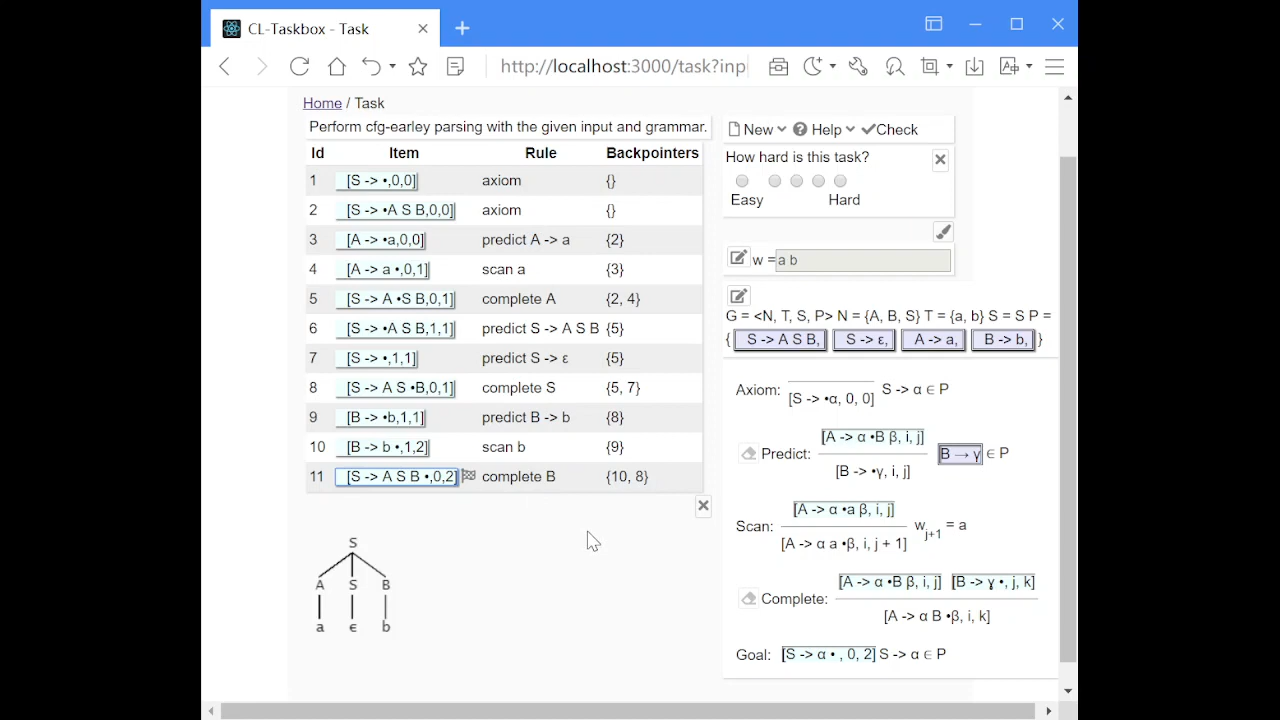 CL-Taskbox - Task
http://localhost:3000/task?inp
Home / Task
Perform cfg-earley parsing with the given input and grammar.
Id Item Rule Backpointers
1 [S -> •,0,0] axiom {}
2 [S -> •A S B,0,0] axiom {}
3 [A -> •a,0,0] predict A -> a {2}
4 [A -> a •,0,1] scan a {3}
5 [S -> A •S B,0,1] complete A {2, 4}
6 [S -> •A S B,1,1] predict S -> A S B {5}
7 [S -> •,1,1] predict S -> ε {5}
8 [S -> A S •B,0,1] complete S {5, 7}
9 [B -> •b,1,1] predict B -> b {8}
10 [B -> b •,1,2] scan b {9}
11 [S -> A S B •,0,2] complete B {10, 8}
S
A S B
a ϵ b
New Help Check
How hard is this task?
Easy Hard
w = a b
G = <N, T, S, P> N = {A, B, S} T = {a, b} S = S P =
{ S -> A S B, S -> ε, A -> a, B -> b, }
Axiom: [S -> •α, 0, 0] S -> α ∈ P
[A -> α •B β, i, j]
Predict: B → γ ∈ P
[B -> •γ, i, j]
[A -> α •a β, i, j]
Scan: w j+1 = a
[A -> α a •β, i, j + 1]
[A -> α •B β, i, j] [B -> γ •, j, k]
Complete:
[A -> α B •β, i, k]
Goal: [S -> α • , 0, 2] S -> α ∈ P